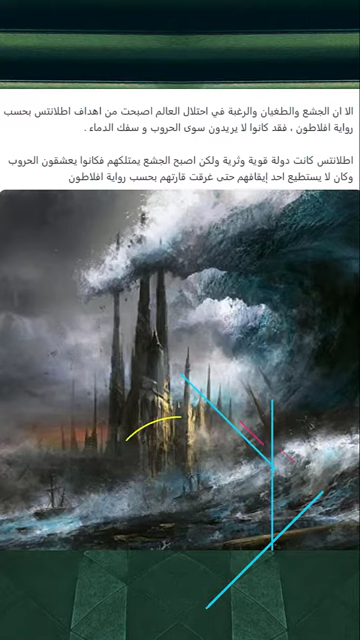 الا ان الجشع والطغيان والرغبة في احتلال العالم اصبحت من اهداف اطلانتس بحسب
رواية افلاطون ، فقد كانوا لا يريدون سوى الحروب و سفك الدماء .
اطلانتس كانت دولة قوية وثرية ولكن اصبح الجشع يمتلكهم فكانوا يعشقون الحروب
وكان لا يستطيع احد إيقافهم حتى غرقت قارتهم بحسب رواية افلاطون